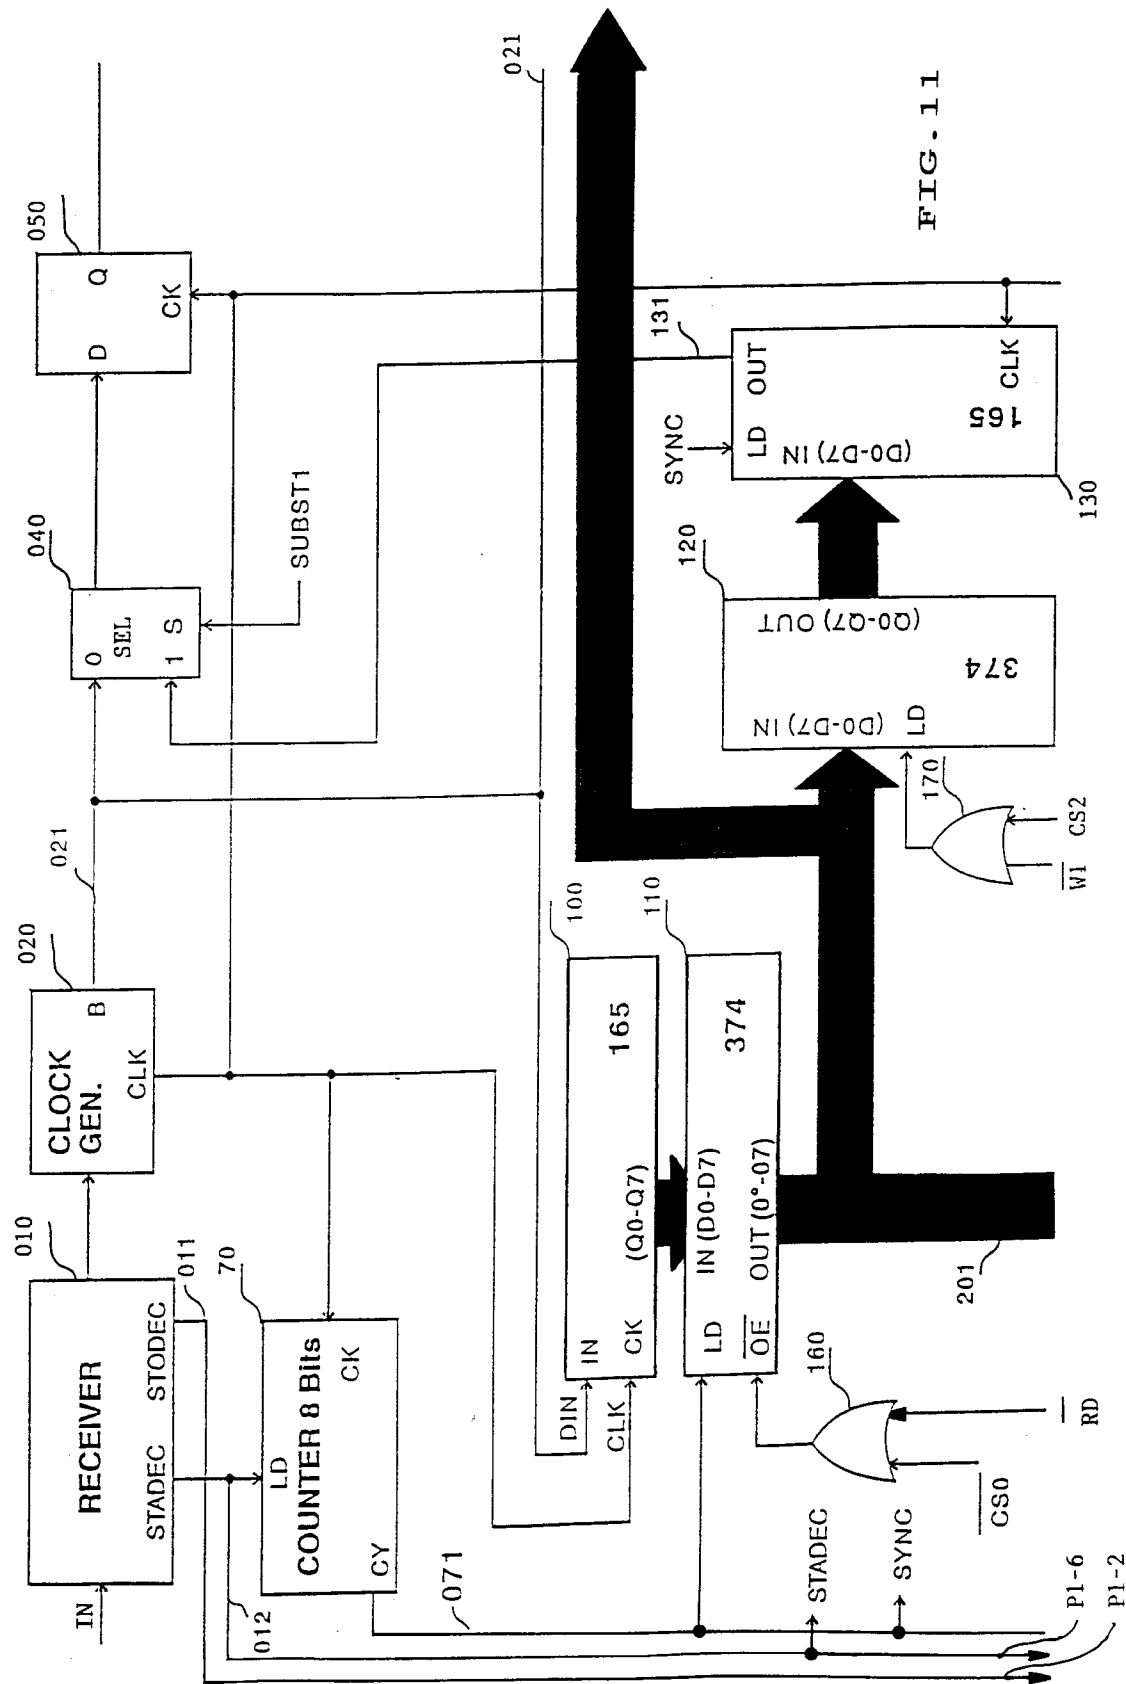 IN
RECEIVER
STADEC STODEC
010
011
012
CLOCK
GEN.
B
CLK
020
021
0
SEL
1 S
040
SUBST1
D Q
CK
050
70
LD
COUNTER 8 Bits
CK
CY
071
021
DIN
CLK
IN
CK
(Q0-Q7)
165
100
LD
IN (D0-D7)
OE
OUT (0°-07)
374
110
201
160
CS0
RD
STADEC
SYNC
P1-6
P1-2
120
(D0-D7) IN
LD
374
(Q0-Q7) OUT
170
W1
CS2
SYNC
131
LD OUT
(D0-D7) IN
165
CLK
130
FIG.11